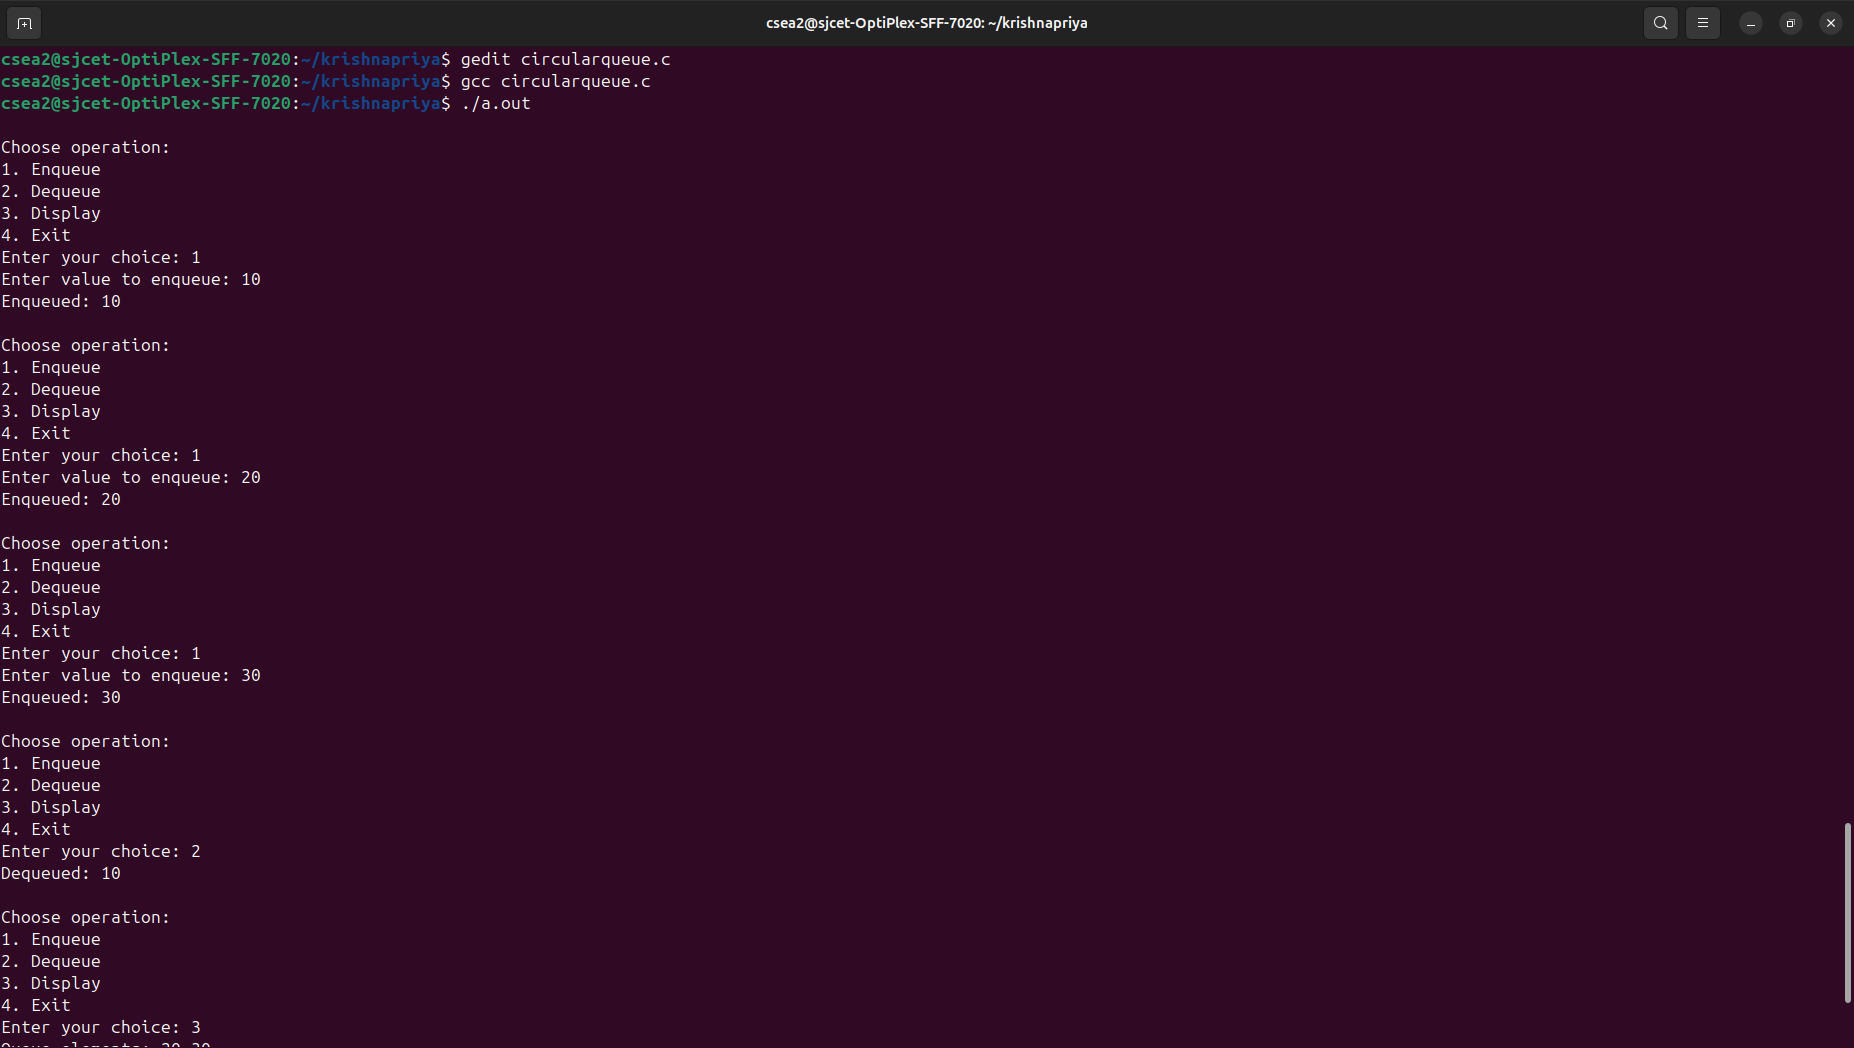 csea2@sjcet-OptiPlex-SFF-7020: ~/krishnapriya
csea2@sjcet-OptiPlex-SFF-7020:~/krishnapriya$ gedit circularqueue.c
csea2@sjcet-OptiPlex-SFF-7020:~/krishnapriya$ gcc circularqueue.c
csea2@sjcet-OptiPlex-SFF-7020:~/krishnapriya$ ./a.out
Choose operation:
1. Enqueue
2. Dequeue
3. Display
4. Exit
Enter your choice: 1
Enter value to enqueue: 10
Enqueued: 10
Choose operation:
1. Enqueue
2. Dequeue
3. Display
4. Exit
Enter your choice: 1
Enter value to enqueue: 20
Enqueued: 20
Choose operation:
1. Enqueue
2. Dequeue
3. Display
4. Exit
Enter your choice: 1
Enter value to enqueue: 30
Enqueued: 30
Choose operation:
1. Enqueue
2. Dequeue
3. Display
4. Exit
Enter your choice: 2
Dequeued: 10
Choose operation:
1. Enqueue
2. Dequeue
3. Display
4. Exit
Enter your choice: 3
Queue elements: 20 30